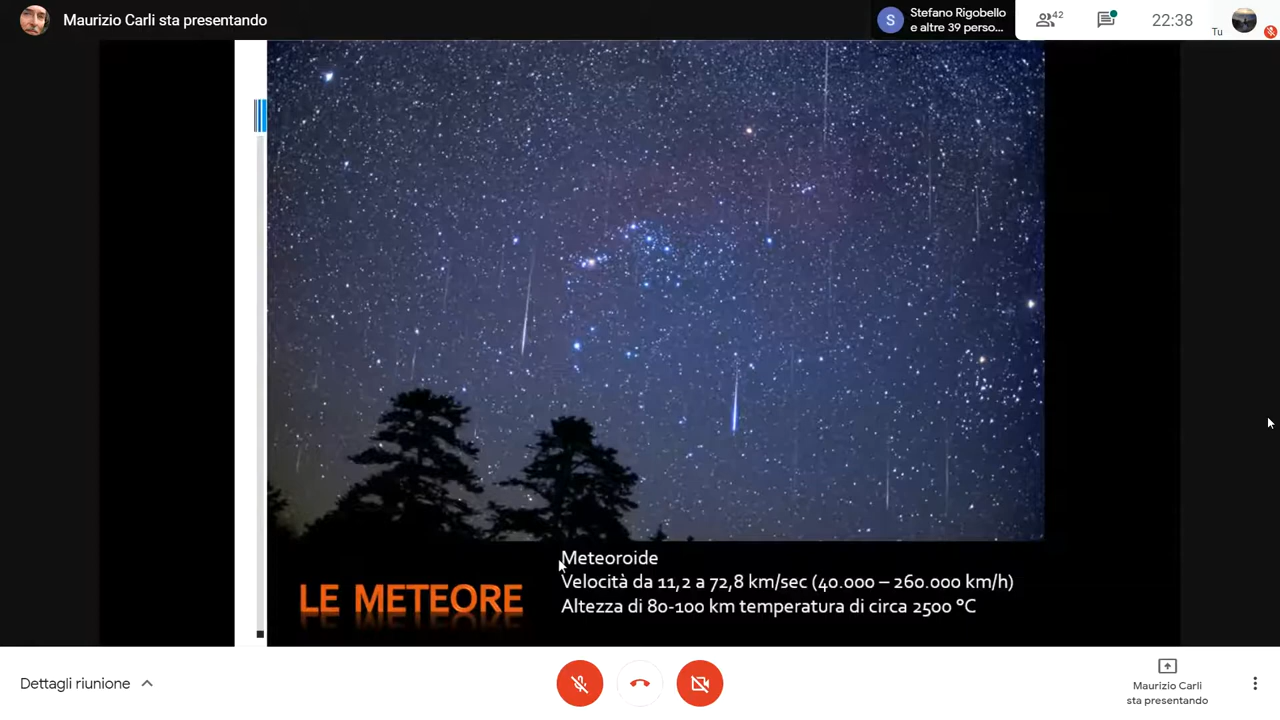 Maurizio Carli sta presentando
S
Stefano Rigobello
e altre 39 perso...
42
22:38
Tu
Meteoroide
Velocità da 11,2 a 72,8 km/sec (40.000 – 260.000 km/h)
Altezza di 80-100 km temperatura di circa 2500 °C
LE METEORE
Dettagli riunione
Maurizio Carli
sta presentando